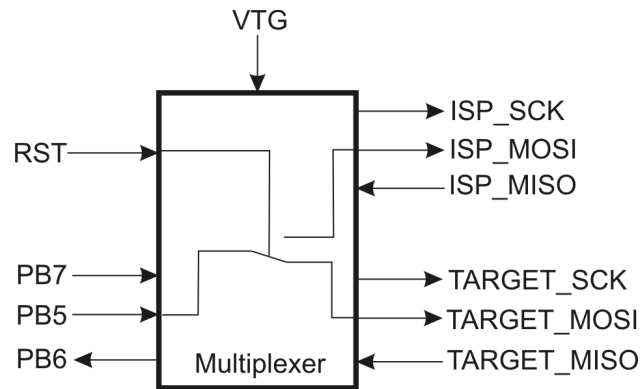 VTG
RST
PB7
PB5
PB6
Multiplexer
ISP_SCK
ISP_MOSI
ISP_MISO
TARGET_SCK
TARGET_MOSI
TARGET_MISO